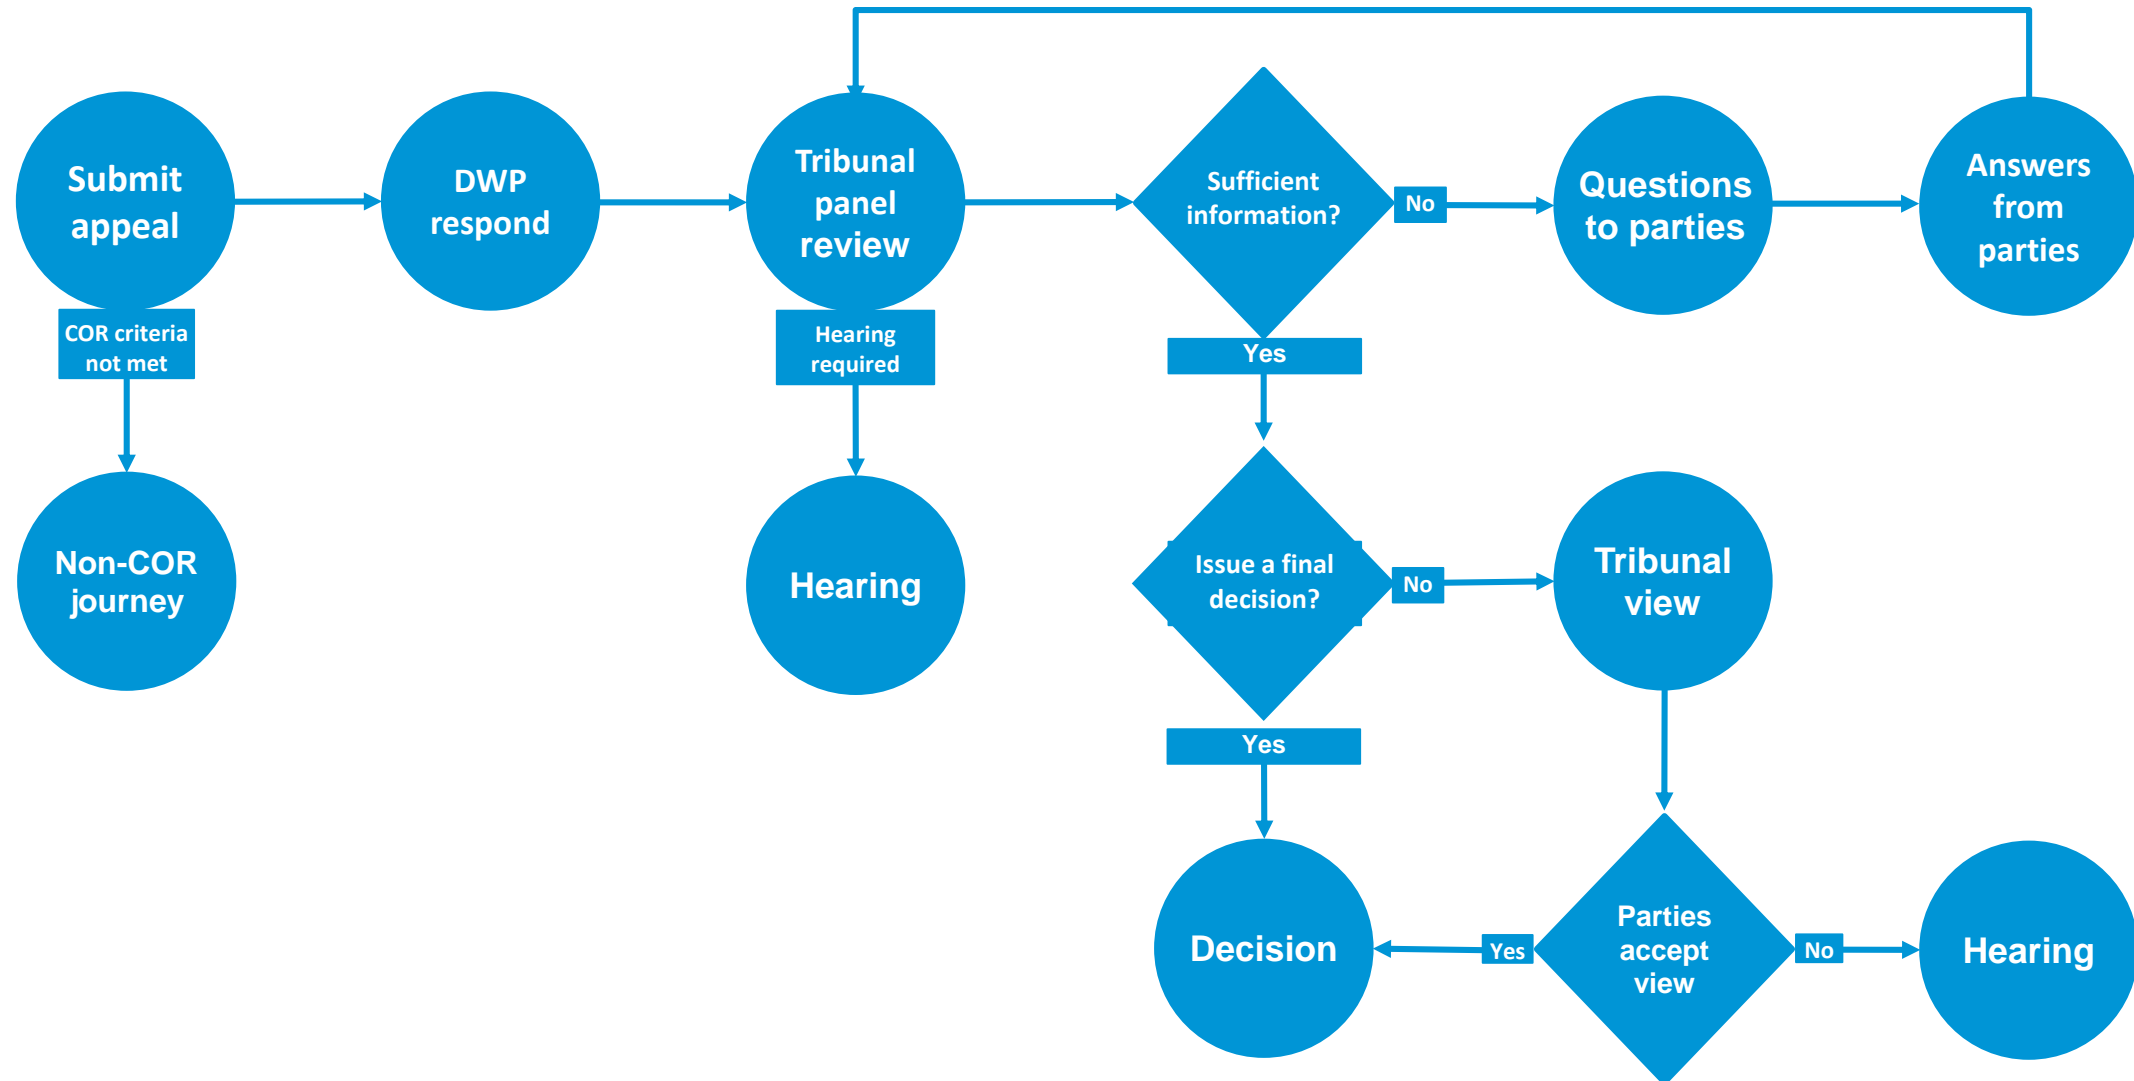 Submit
appeal
DWP
respond
Tribunal
panel
review
Sufficient
information?
No
Questions
to parties
Answers
from
parties
COR criteria
not met
Hearing
required
Yes
Non-COR
journey
Hearing
Issue a final
decision?
No
Tribunal
view
Yes
Decision
Yes
Parties
accept
view
No
Hearing